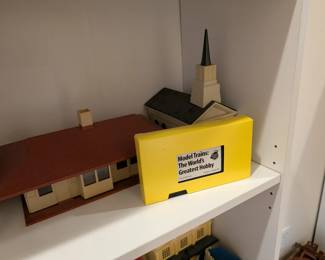 Model Trains:
The World's
Greatest Hobby